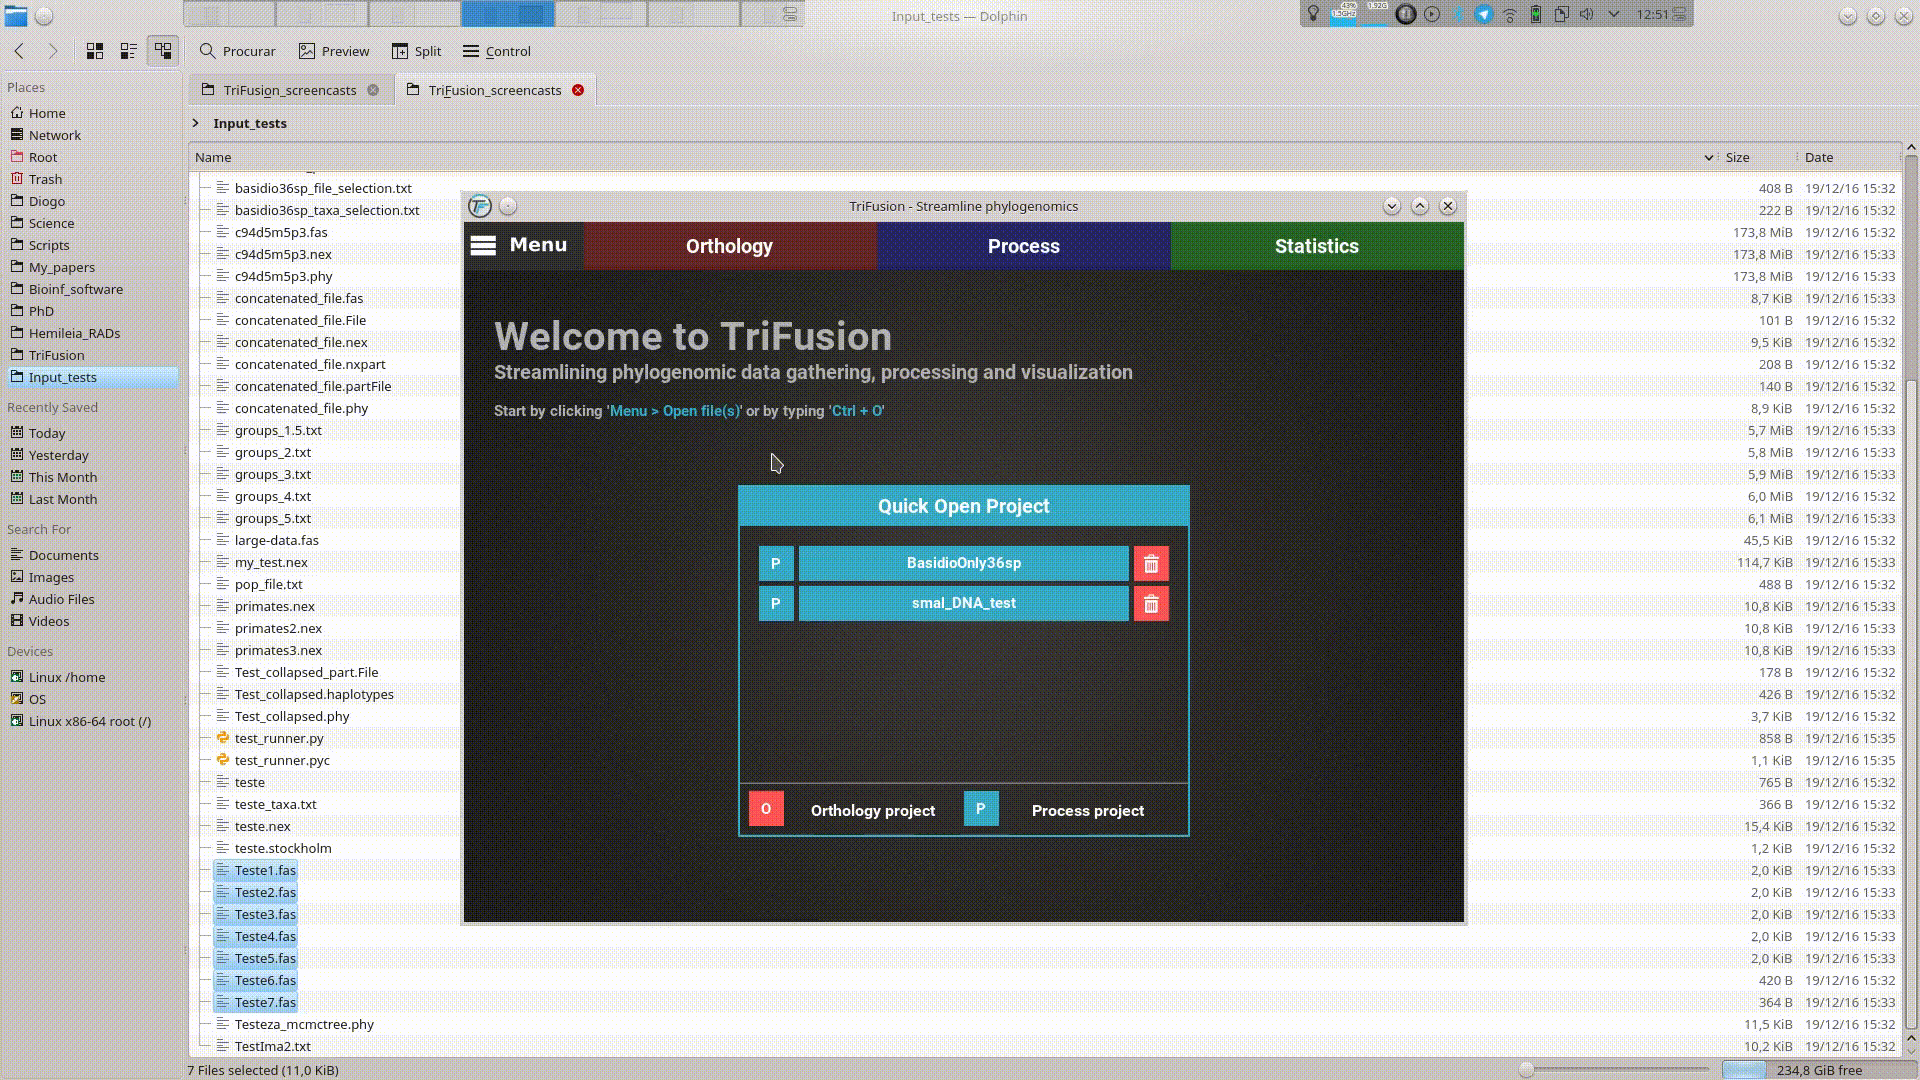 Input_tests — Dolphin
43%
1.5GHz
1.92G
12:51
Procurar
Preview
Split
Control
Places
Home
Network
Root
Trash
Diogo
Science
Scripts
My_papers
Bioinf_software
PhD
Hemileia_RADs
TriFusion
Input_tests
Recently Saved
Today
Yesterday
This Month
Last Month
Search For
Documents
Images
Audio Files
Videos
Devices
Linux /home
OS
Linux x86-64 root (/)
TriFusion_screencasts
TriFusion_screencasts
> Input_tests
Name Size Date
basidio36sp_file_selection.txt 408 B 19/12/16 15:32
basidio36sp_taxa_selection.txt 222 B 19/12/16 15:32
c94d5m5p3.fas 173,8 MiB 19/12/16 15:32
c94d5m5p3.nex 173,8 MiB 19/12/16 15:32
c94d5m5p3.phy 173,8 MiB 19/12/16 15:33
concatenated_file.fas 8,7 KiB 19/12/16 15:33
concatenated_file.File 101 B 19/12/16 15:32
concatenated_file.nex 9,5 KiB 19/12/16 15:32
concatenated_file.nxpart 208 B 19/12/16 15:32
concatenated_file.partFile 140 B 19/12/16 15:32
concatenated_file.phy 8,9 KiB 19/12/16 15:32
groups_1.5.txt 5,7 MiB 19/12/16 15:33
groups_2.txt 5,8 MiB 19/12/16 15:33
groups_3.txt 5,9 MiB 19/12/16 15:33
groups_4.txt 6,0 MiB 19/12/16 15:32
groups_5.txt 6,1 MiB 19/12/16 15:33
large-data.fas 45,5 KiB 19/12/16 15:32
my_test.nex 114,7 KiB 19/12/16 15:33
pop_file.txt 488 B 19/12/16 15:32
primates.nex 10,8 KiB 19/12/16 15:33
primates2.nex 10,8 KiB 19/12/16 15:33
primates3.nex 10,8 KiB 19/12/16 15:33
Test_collapsed_part.File 178 B 19/12/16 15:32
Test_collapsed.haplotypes 426 B 19/12/16 15:32
Test_collapsed.phy 3,7 KiB 19/12/16 15:32
test_runner.py 858 B 19/12/16 15:35
test_runner.pyc 1,1 KiB 19/12/16 15:35
teste 765 B 19/12/16 15:32
teste_taxa.txt 366 B 19/12/16 15:32
teste.nex 15,4 KiB 19/12/16 15:32
teste.stockholm 1,2 KiB 19/12/16 15:32
Teste1.fas 2,0 KiB 19/12/16 15:33
Teste2.fas 2,0 KiB 19/12/16 15:33
Teste3.fas 2,0 KiB 19/12/16 15:33
Teste4.fas 2,0 KiB 19/12/16 15:33
Teste5.fas 2,0 KiB 19/12/16 15:33
Teste6.fas 420 B 19/12/16 15:32
Teste7.fas 364 B 19/12/16 15:33
Testeza_mcmctree.phy 11,5 KiB 19/12/16 15:32
TestIma2.txt 10,2 KiB 19/12/16 15:32
7 Files selected (11,0 KiB)
234,8 GiB free
TriFusion - Streamline phylogenomics
Menu
Orthology
Process
Statistics
Welcome to TriFusion
Streamlining phylogenomic data gathering, processing and visualization
Start by clicking 'Menu > Open file(s)' or by typing 'Ctrl + O'
Quick Open Project
P BasidioOnly36sp
P smal_DNA_test
O Orthology project P Process project